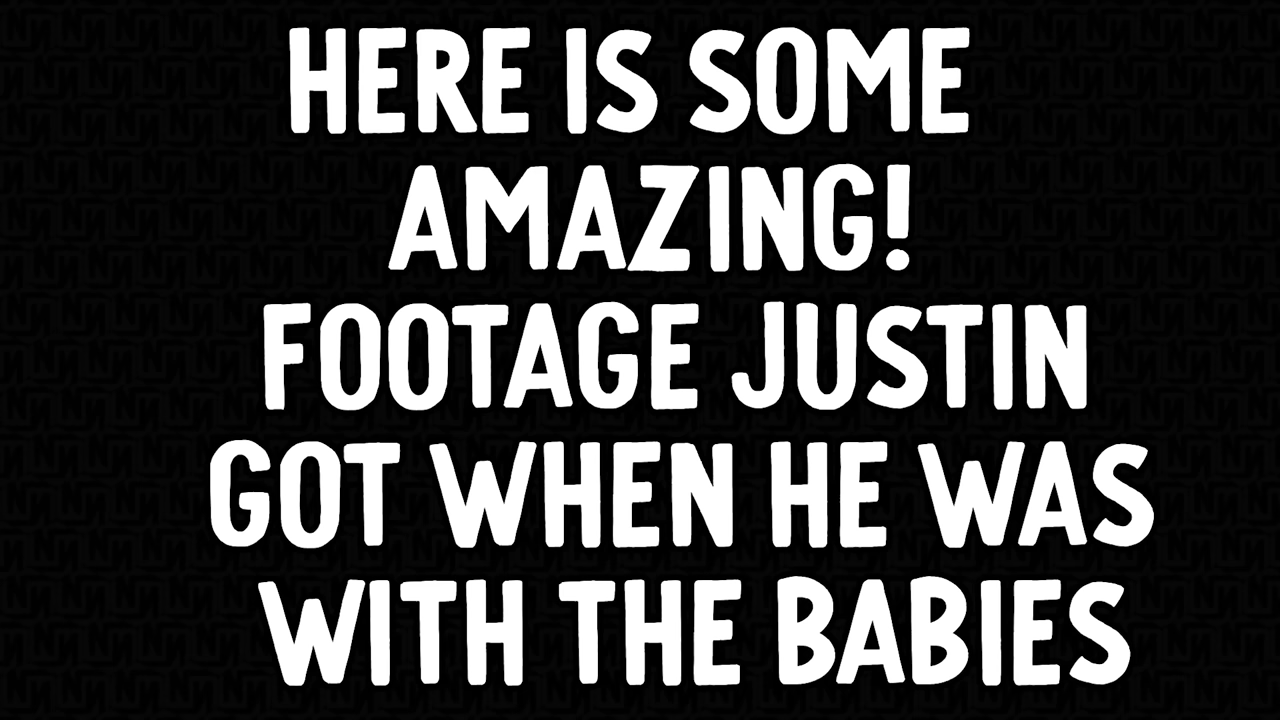 HERE IS SOME
AMAZING!
FOOTAGE JUSTIN
GOT WHEN HE WAS
WITH THE BABIES